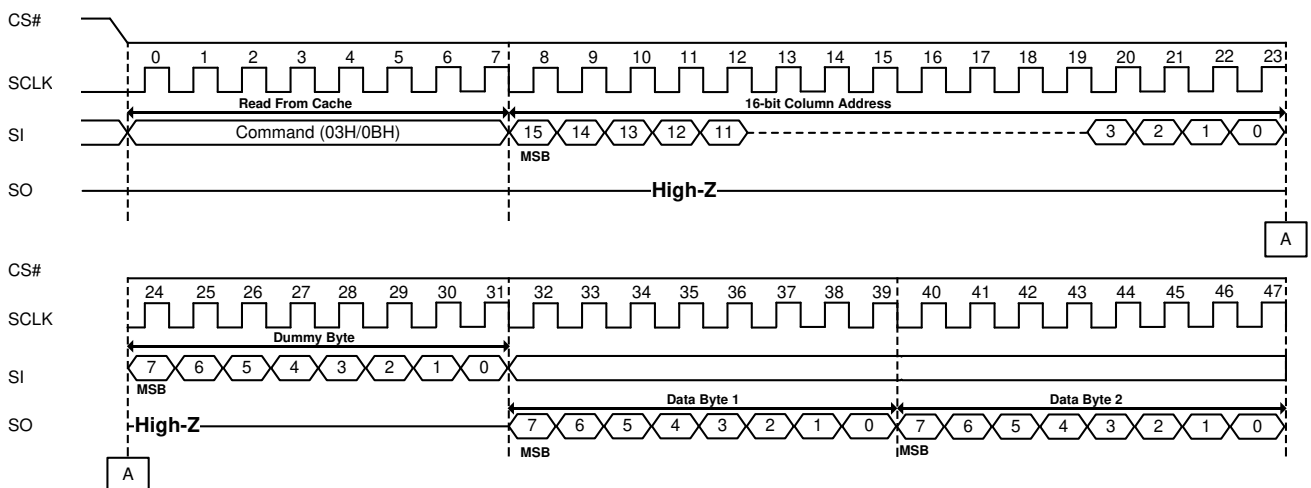 CS#
0 1 2 3 4 5 6 7 8 9 10 11 12 13 14 15 16 17 18 19 20 21 22 23
SCLK
Read From Cache 16-bit Column Address
SI Command (03H/0BH) 15 14 13 12 11 3 2 1 0
MSB
SO High-Z
A
CS#
24 25 26 27 28 29 30 31 32 33 34 35 36 37 38 39 40 41 42 43 44 45 46 47
SCLK
Dummy Byte
SI 7 6 5 4 3 2 1 0
MSB
Data Byte 1 Data Byte 2
SO High-Z 7 6 5 4 3 2 1 0 7 6 5 4 3 2 1 0
MSB MSB
A